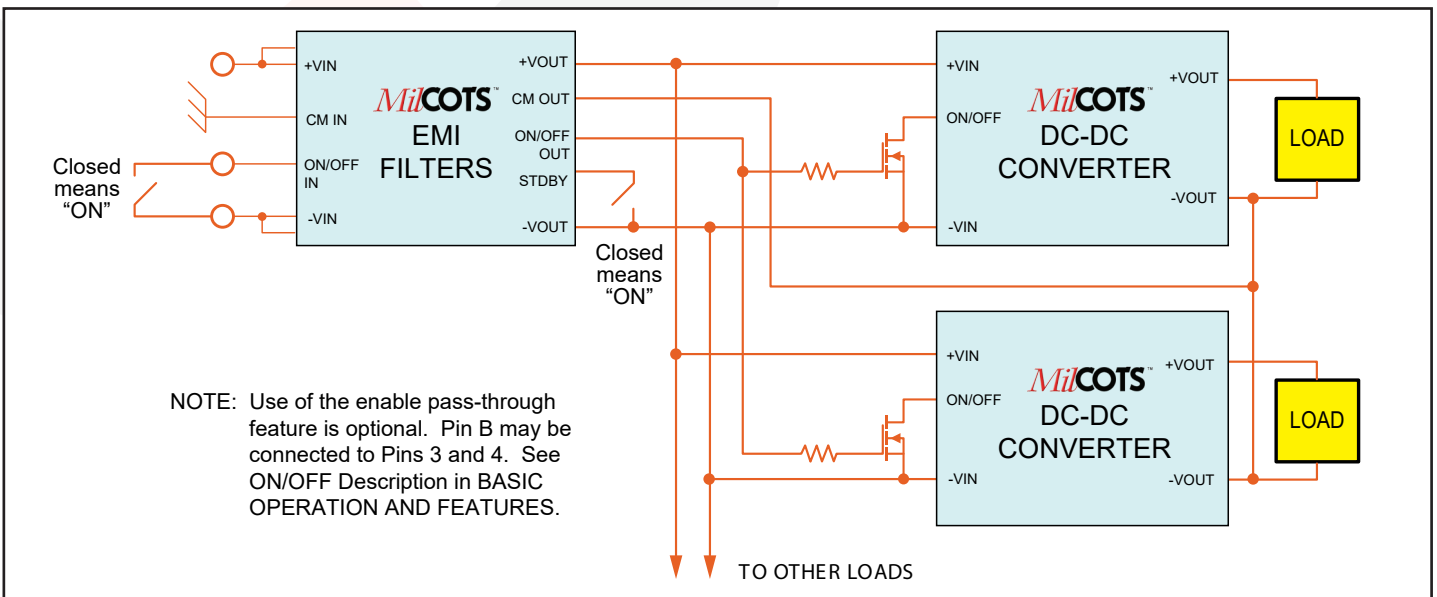 +VIN
CM IN
ON/OFF
IN
-VIN
Closed
means
“ON”
MilCOTS™
EMI
FILTERS
+VOUT
CM OUT
ON/OFF
OUT
STDBY
-VOUT
Closed
means
“ON”
+VIN
ON/OFF
-VIN
MilCOTS™
DC-DC
CONVERTER
+VOUT
-VOUT
LOAD
+VIN
ON/OFF
-VIN
MilCOTS™
DC-DC
CONVERTER
+VOUT
-VOUT
LOAD
NOTE: Use of the enable pass-through
feature is optional. Pin B may be
connected to Pins 3 and 4. See
ON/OFF Description in BASIC
OPERATION AND FEATURES.
TO OTHER LOADS